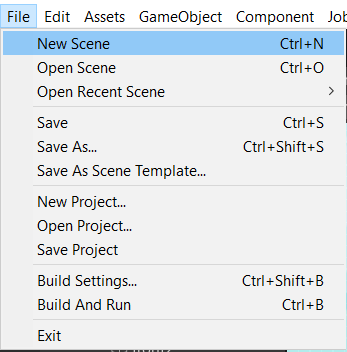 File Edit Assets GameObject Component Job
New Scene Ctrl+N
Open Scene Ctrl+O
Open Recent Scene >
Save Ctrl+S
Save As... Ctrl+Shift+S
Save As Scene Template...
New Project...
Open Project...
Save Project
Build Settings... Ctrl+Shift+B
Build And Run Ctrl+B
Exit